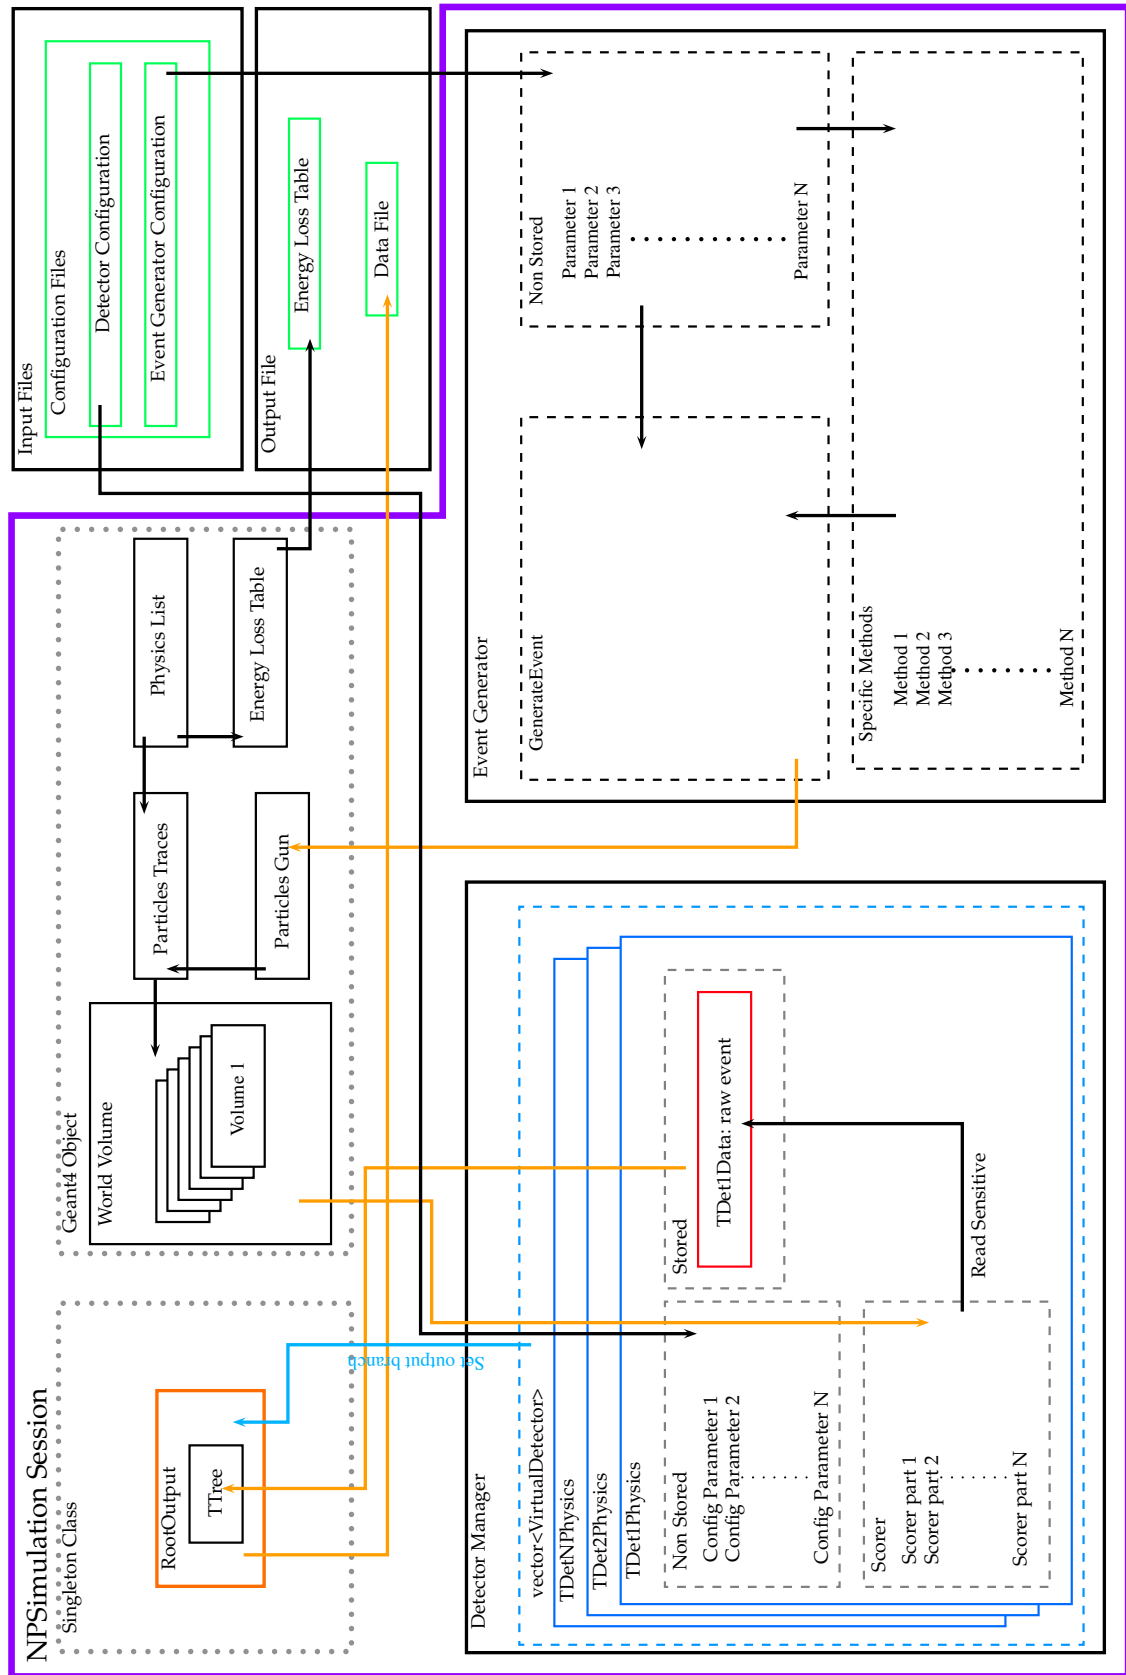 NPSimulation Session
Singleton Class
RootOutput
TTree
Geant4 Object
World Volume
Volume 1
Particles Traces
Particles Gun
Physics List
Energy Loss Table
Input Files
Configuration Files
Detector Configuration
Event Generator Configuration
Output File
Energy Loss Table
Data File
Set output branch
Detector Manager
vector<VirtualDetector>
TDetNPhysics
TDet2Physics
TDet1Physics
Non Stored
Config Parameter 1
Config Parameter 2
Config Parameter N
Stored
TDet1Data: raw event
Scorer
Scorer part 1
Scorer part 2
Scorer part N
Read Sensitive
Event Generator
GenerateEvent
Non Stored
Parameter 1
Parameter 2
Parameter 3
Parameter N
Specific Methods
Method 1
Method 2
Method 3
Method N